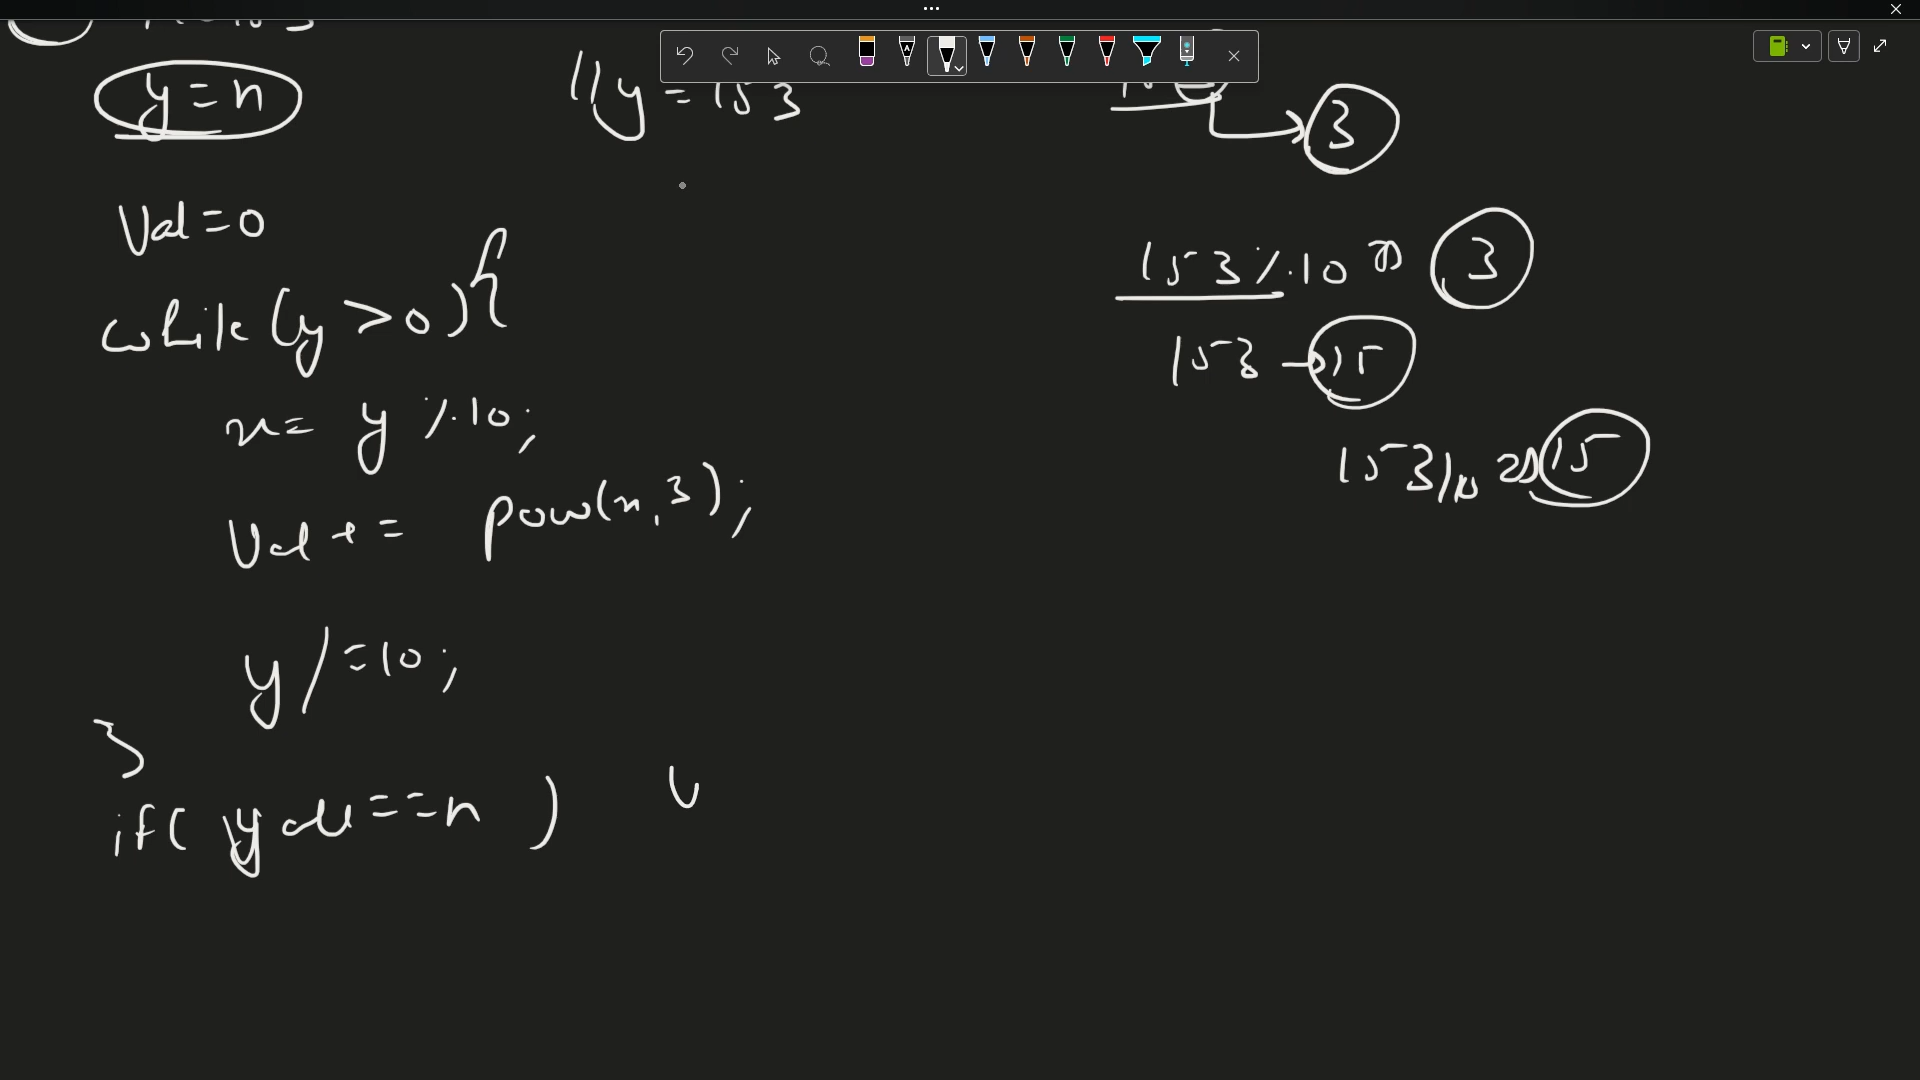 y = n
//y = 153
3
Val = 0
153 % 10
3
while (y > 0) {
153 → 15
x = y % 10;
153/10
15
Val += pow(x, 3);
y /= 10;
}
if( val == n )